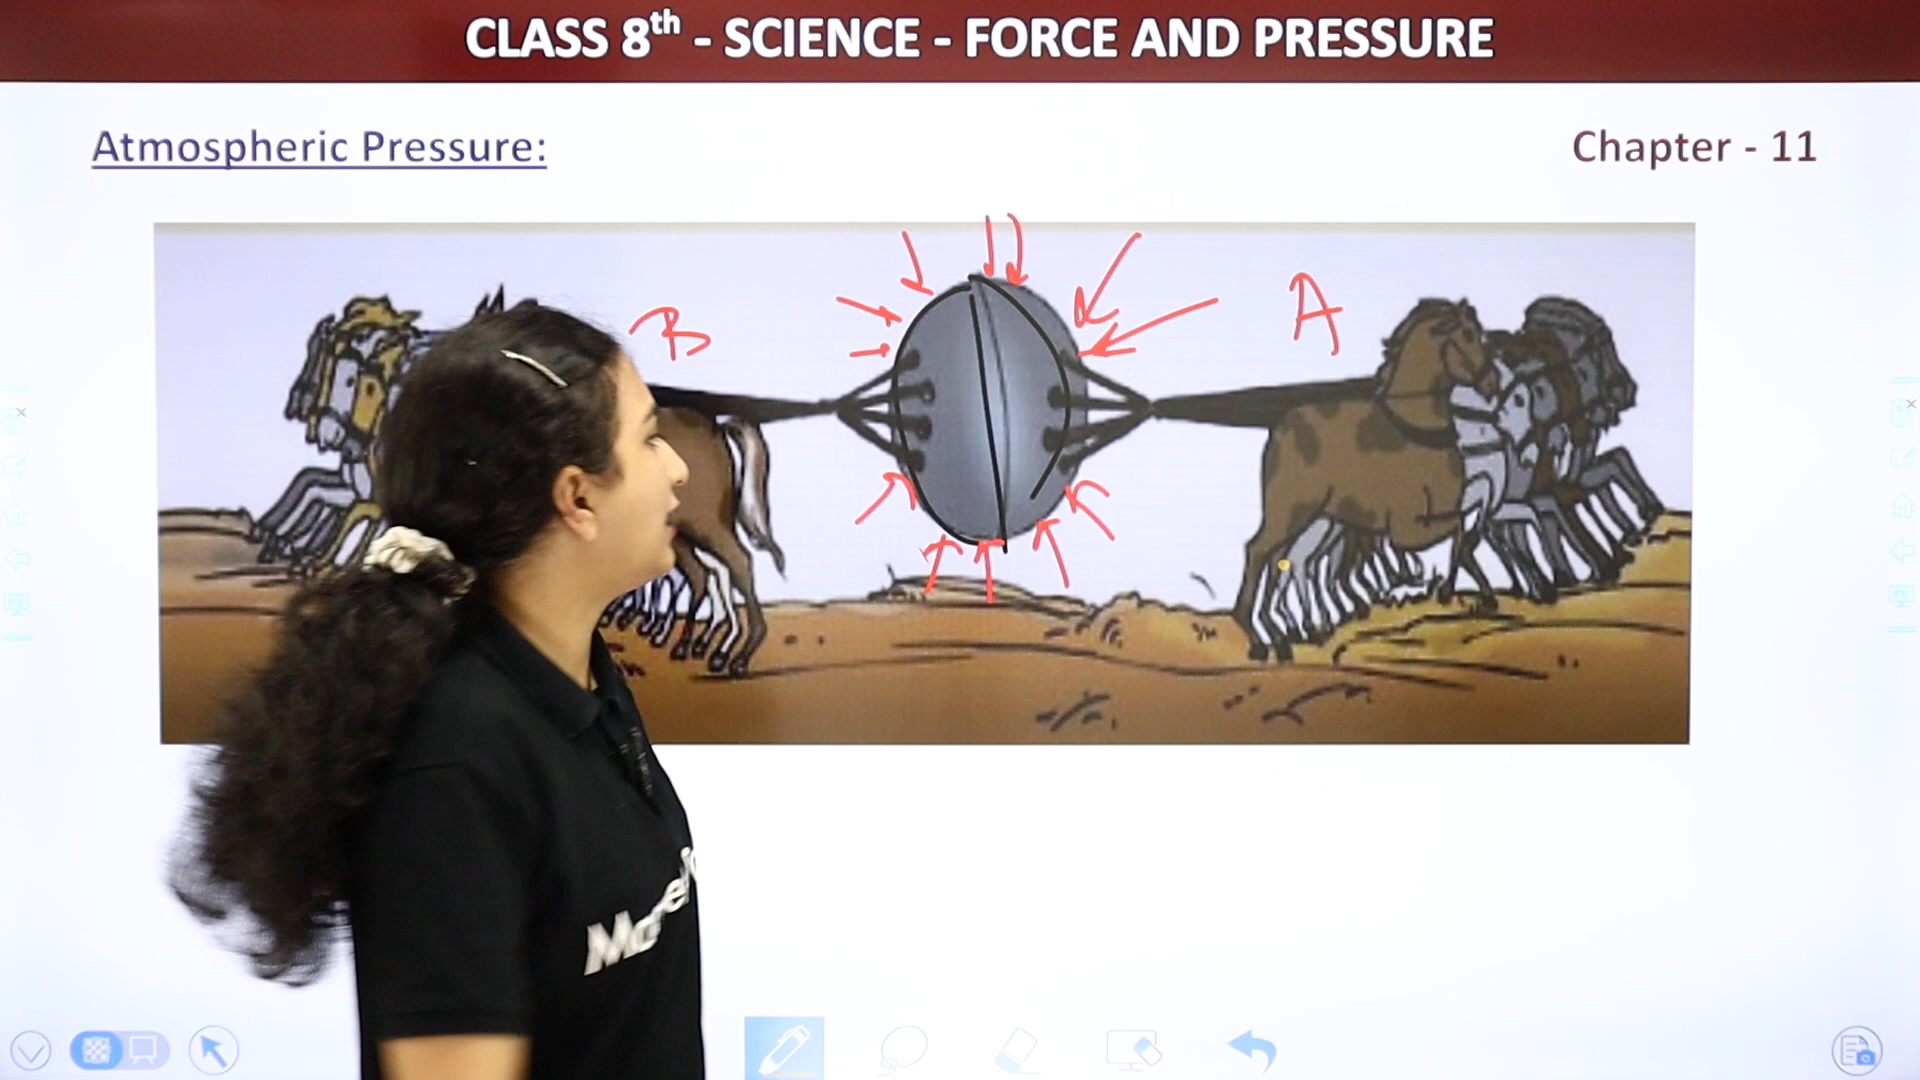 CLASS 8th - SCIENCE - FORCE AND PRESSURE
Atmospheric Pressure:
Chapter - 11
B
A